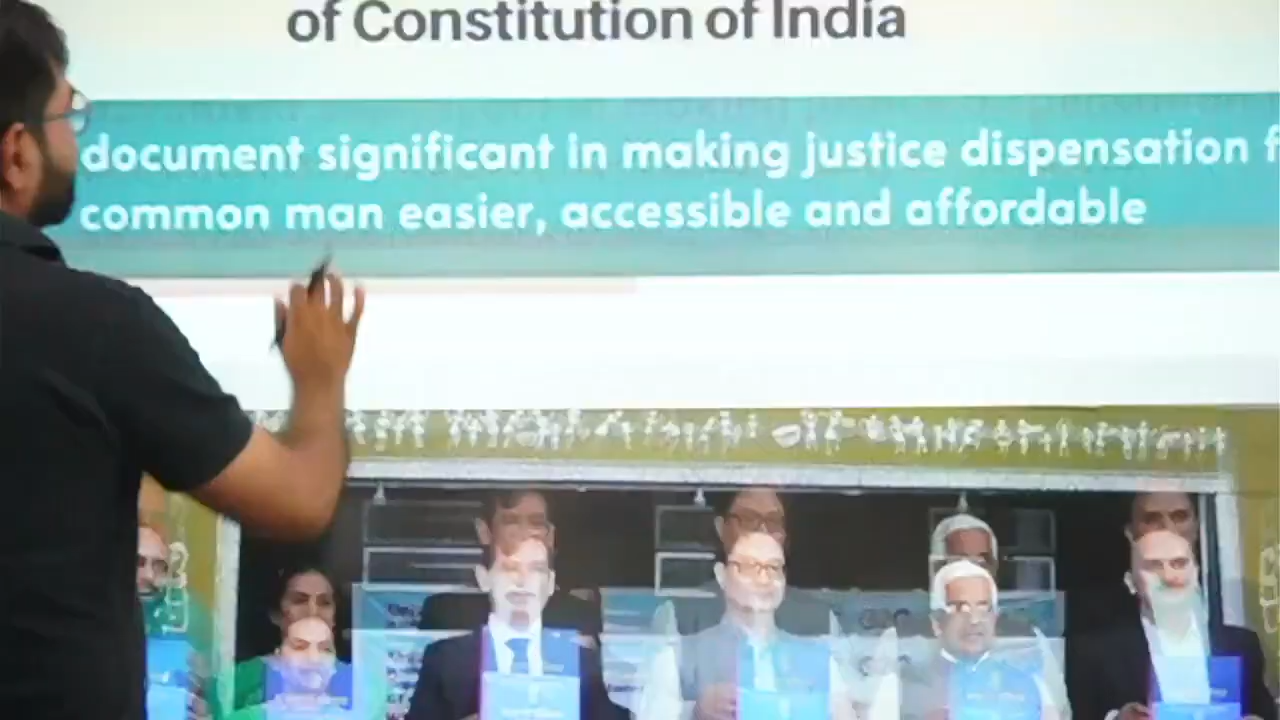 of Constitution of India
document significant in making justice dispensation f
common man easier, accessible and affordable